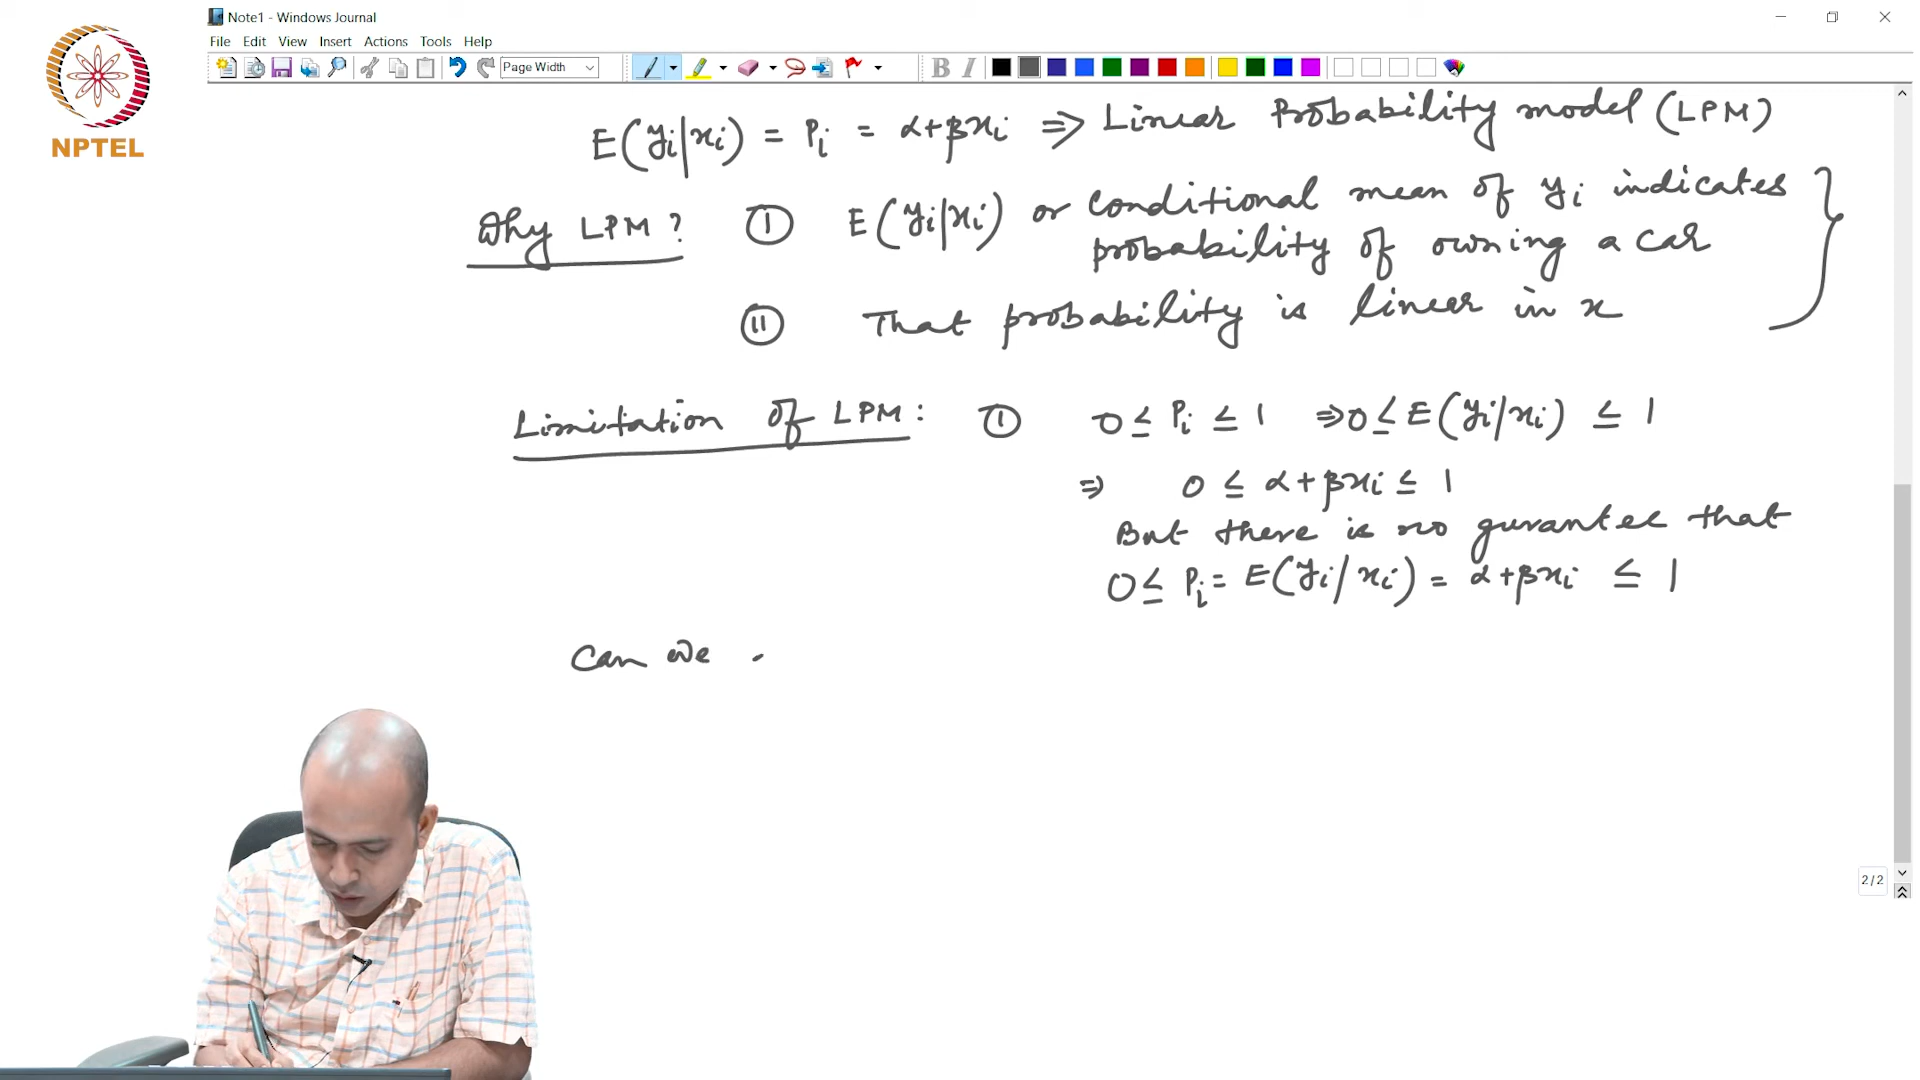 Note1 - Windows Journal
File Edit View Insert Actions Tools Help
Page Width
NPTEL
E(yi|xi) = Pi = α+βxi ⇒ Linear Probability model (LPM)
Why LPM? I E(yi|xi) or conditional mean of yi indicates
probability of owning a car
II That probability is linear in x
Limitation of LPM: I 0 ≤ Pi ≤ 1 ⇒ 0 ≤ E(yi|xi) ≤ 1
⇒ 0 ≤ α+βxi ≤ 1
But there is no gurantee that
0 ≤ Pi = E(yi/xi) = α+βxi ≤ 1
Can we
2/2